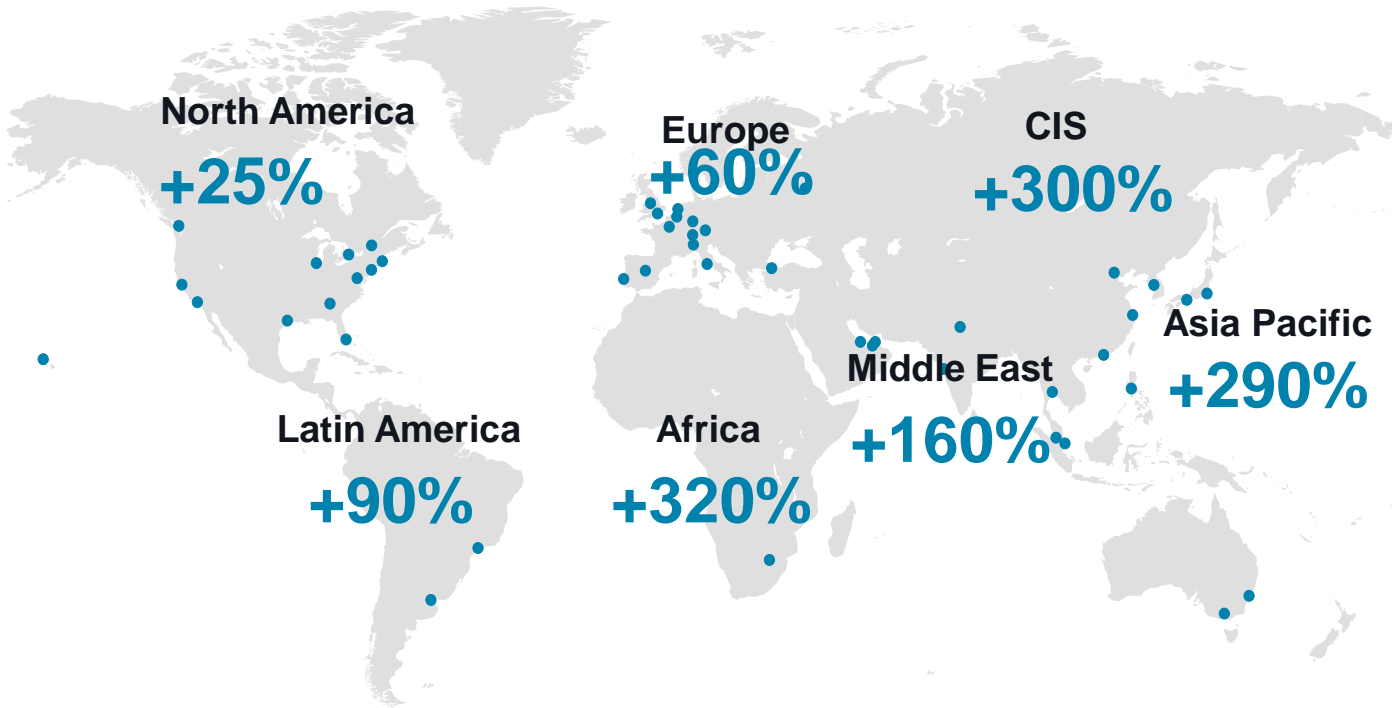 North America
+25%
Europe
+60%
CIS
+300%
Asia Pacific
+290%
Middle East
+160%
Latin America
+90%
Africa
+320%